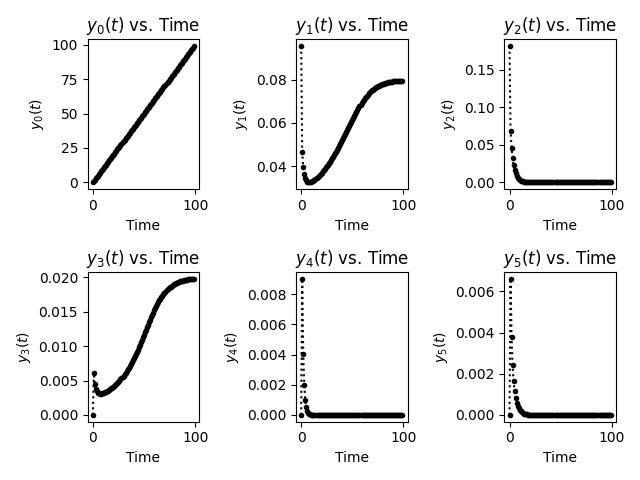 y₀(t) vs. Time
100
75
50
25
0
y₀(t)
0
100
Time
y₁(t) vs. Time
0.08
0.06
0.04
y₁(t)
0
100
Time
y₂(t) vs. Time
0.15
0.10
0.05
0.00
y₂(t)
0
100
Time
y₃(t) vs. Time
0.020
0.015
0.010
0.005
0.000
y₃(t)
0
100
Time
y₄(t) vs. Time
0.008
0.006
0.004
0.002
0.000
y₄(t)
0
100
Time
y₅(t) vs. Time
0.006
0.004
0.002
0.000
y₅(t)
0
100
Time